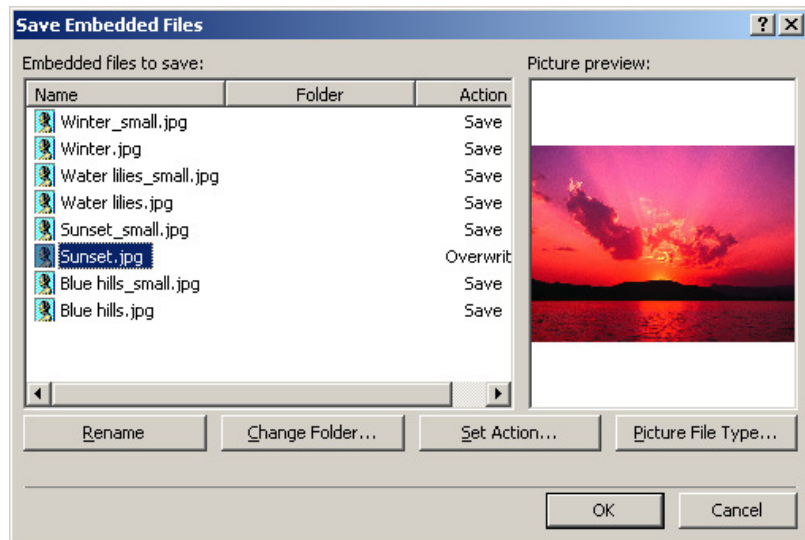 Save Embedded Files
Embedded files to save: Picture preview:
Name Folder Action
Winter_small.jpg Save
Winter.jpg Save
Water lilies_small.jpg Save
Water lilies.jpg Save
Sunset_small.jpg Save
Sunset.jpg Overwrit
Blue hills_small.jpg Save
Blue hills.jpg Save
Rename Change Folder... Set Action... Picture File Type...
OK Cancel